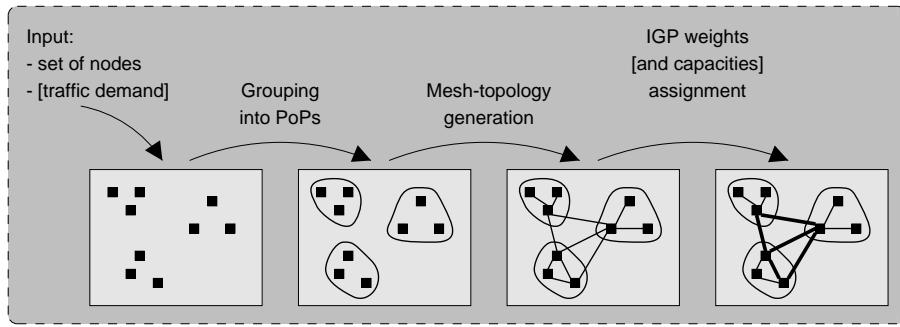 Input:
- set of nodes
- [traffic demand]
Grouping
into PoPs
Mesh-topology
generation
IGP weights
[and capacities]
assignment